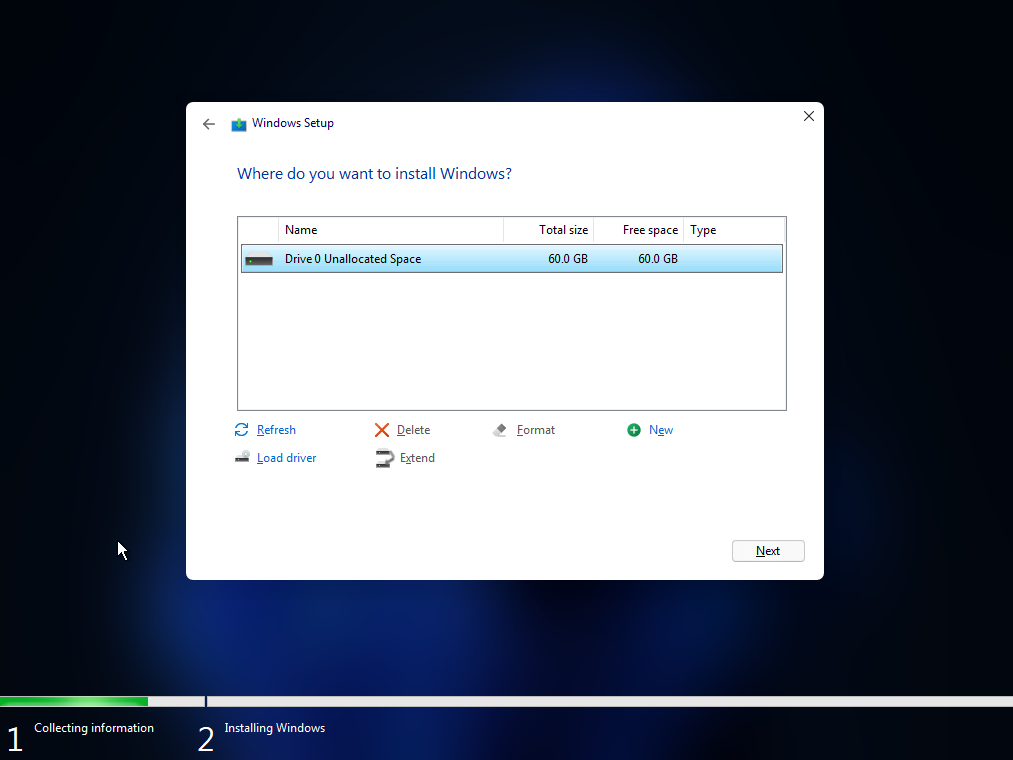 Windows Setup
Where do you want to install Windows?
Name Total size Free space Type
Drive 0 Unallocated Space 60.0 GB 60.0 GB
Refresh Delete Format New
Load driver Extend
Next
1 Collecting information 2 Installing Windows